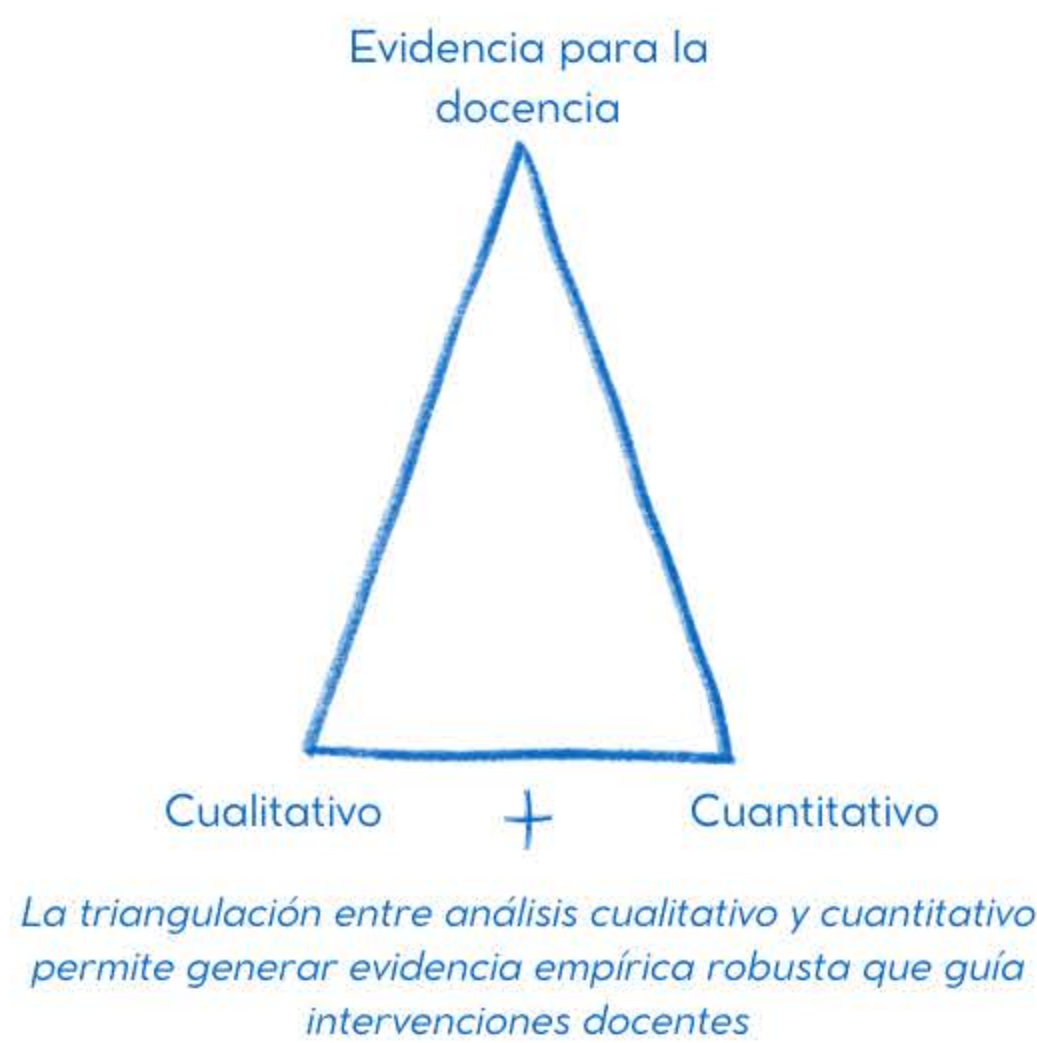 Evidencia para la
docencia
Cualitativo + Cuantitativo
La triangulación entre análisis cualitativo y cuantitativo
permite generar evidencia empírica robusta que guía
intervenciones docentes